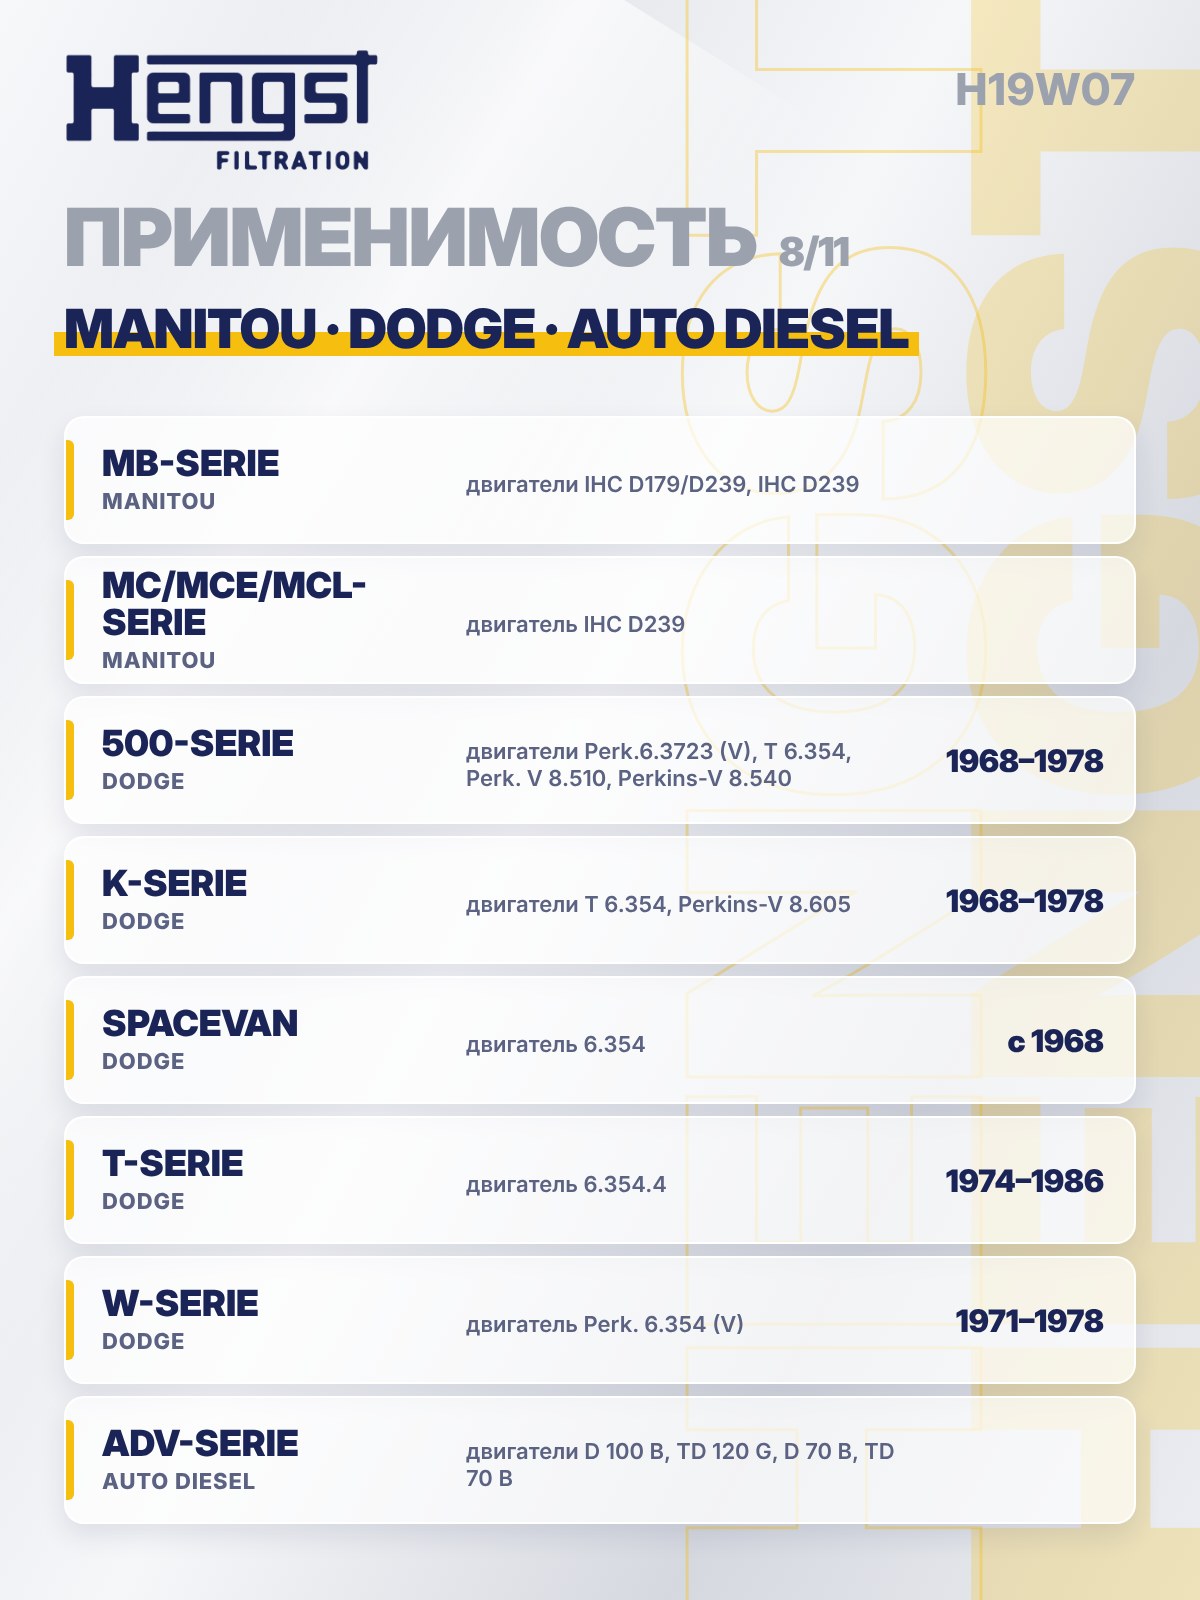 Hengst
FILTRATION
H19W07
ПРИМЕНИМОСТЬ 8/11
MANITOU · DODGE · AUTO DIESEL
MB-SERIE
MANITOU
двигатели IHC D179/D239, IHC D239
MC/MCE/MCL-
SERIE
MANITOU
двигатель IHC D239
500-SERIE
DODGE
двигатели Perk.6.3723 (V), T 6.354,
Perk. V 8.510, Perkins-V 8.540
1968–1978
K-SERIE
DODGE
двигатели T 6.354, Perkins-V 8.605
1968–1978
SPACEVAN
DODGE
двигатель 6.354
с 1968
T-SERIE
DODGE
двигатель 6.354.4
1974–1986
W-SERIE
DODGE
двигатель Perk. 6.354 (V)
1971–1978
ADV-SERIE
AUTO DIESEL
двигатели D 100 B, TD 120 G, D 70 B, TD
70 B
HENGST
HENGST